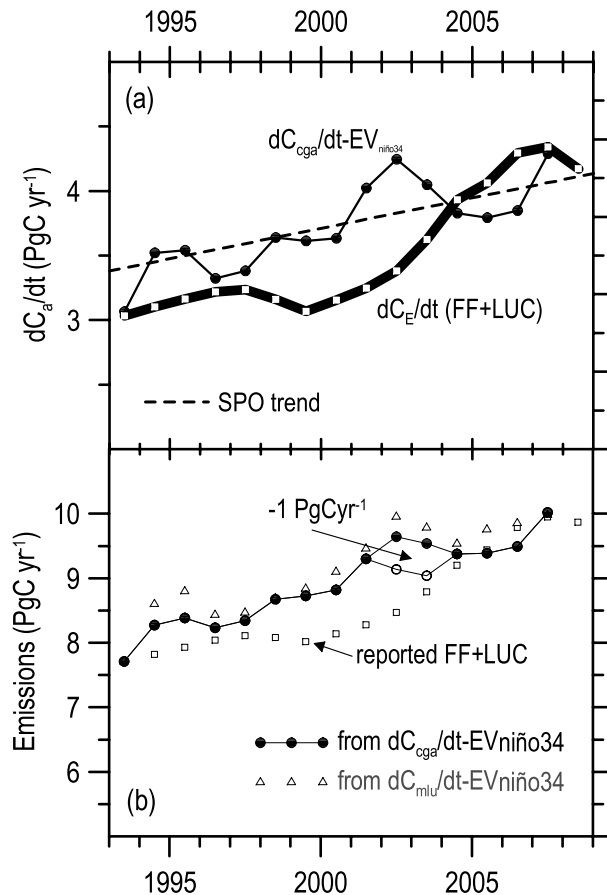 1995 2000 2005
(a)
dC_cga/dt-EV_niño34
4
dC_a/dt (PgC yr⁻¹)
3
dC_E/dt (FF+LUC)
SPO trend
10
-1 PgCyr⁻¹
9
Emissions (PgC yr⁻¹)
8
reported FF+LUC
7
from dC_cga/dt-EVniño34
6
from dC_mlu/dt-EVniño34
(b)
1995 2000 2005